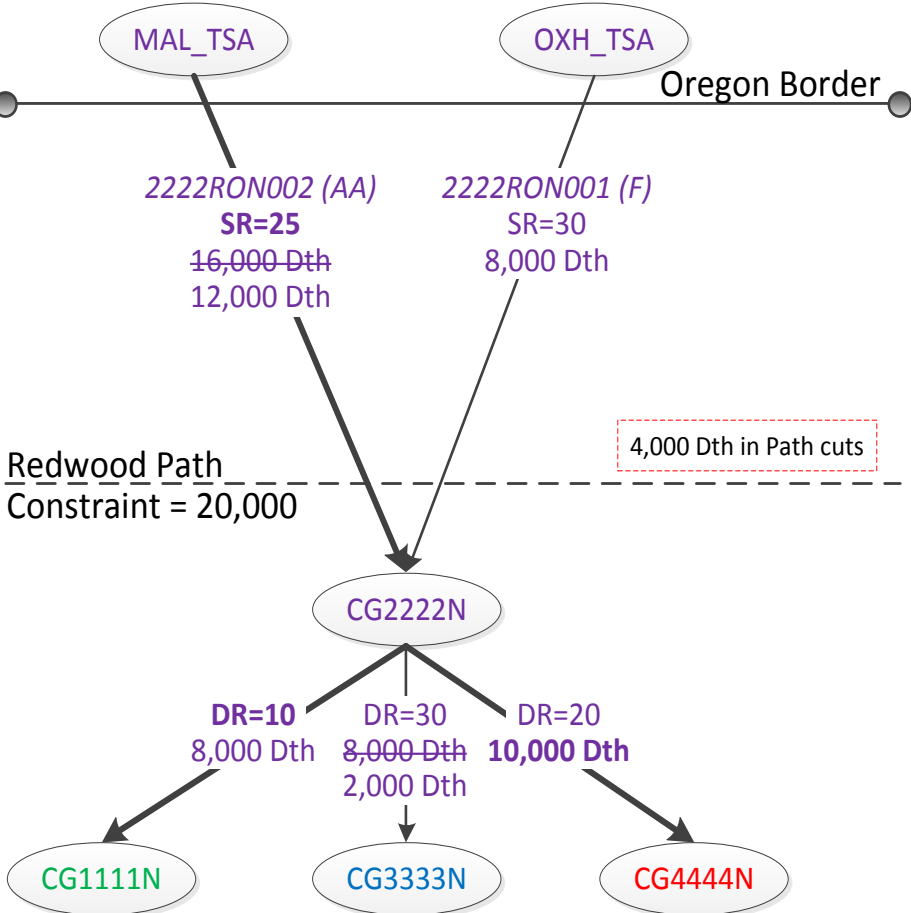 MAL_TSA
OXH_TSA
Oregon Border
2222RON002 (AA)
SR=25
16,000 Dth
12,000 Dth
2222RON001 (F)
SR=30
8,000 Dth
4,000 Dth in Path cuts
Redwood Path
Constraint = 20,000
CG2222N
DR=10
8,000 Dth
DR=30
8,000 Dth
2,000 Dth
DR=20
10,000 Dth
CG1111N
CG3333N
CG4444N